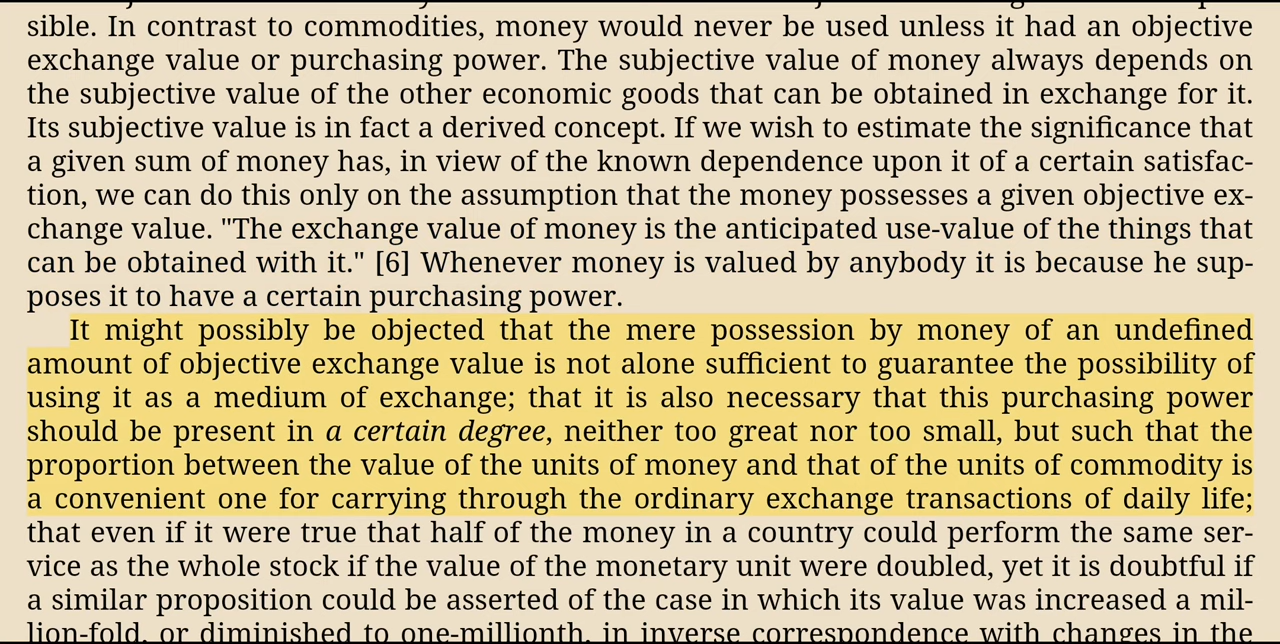 sible. In contrast to commodities, money would never be used unless it had an objective
exchange value or purchasing power. The subjective value of money always depends on
the subjective value of the other economic goods that can be obtained in exchange for it.
Its subjective value is in fact a derived concept. If we wish to estimate the significance that
a given sum of money has, in view of the known dependence upon it of a certain satisfac-
tion, we can do this only on the assumption that the money possesses a given objective ex-
change value. "The exchange value of money is the anticipated use-value of the things that
can be obtained with it." [6] Whenever money is valued by anybody it is because he sup-
poses it to have a certain purchasing power.
It might possibly be objected that the mere possession by money of an undefined
amount of objective exchange value is not alone sufficient to guarantee the possibility of
using it as a medium of exchange; that it is also necessary that this purchasing power
should be present in a certain degree, neither too great nor too small, but such that the
proportion between the value of the units of money and that of the units of commodity is
a convenient one for carrying through the ordinary exchange transactions of daily life;
that even if it were true that half of the money in a country could perform the same ser-
vice as the whole stock if the value of the monetary unit were doubled, yet it is doubtful if
a similar proposition could be asserted of the case in which its value was increased a mil-
lion-fold, or diminished to one-millionth, in inverse correspondence with changes in the